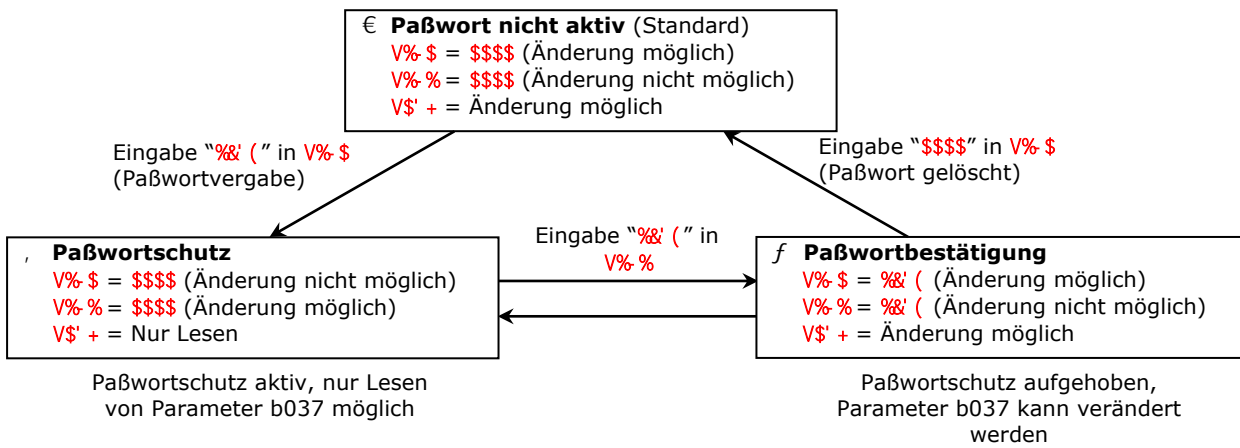 € Paßwort nicht aktiv (Standard)
V%-$ = $$$$ (Änderung möglich)
V%-% = $$$$ (Änderung nicht möglich)
V$'+ = Änderung möglich
Eingabe “%&'(” in V%-$
(Paßwortvergabe)
Eingabe “$$$$” in V%-$
(Paßwort gelöscht)
‚ Paßwortschutz
V%-$ = $$$$ (Änderung nicht möglich)
V%-% = $$$$ (Änderung möglich)
V$'+ = Nur Lesen
Eingabe “%&'(” in
V%-%
ƒ Paßwortbestätigung
V%-$ = %&'( (Änderung möglich)
V%-% = %&'( (Änderung nicht möglich)
V$'+ = Änderung möglich
Paßwortschutz aktiv, nur Lesen
von Parameter b037 möglich
Paßwortschutz aufgehoben,
Parameter b037 kann verändert
werden